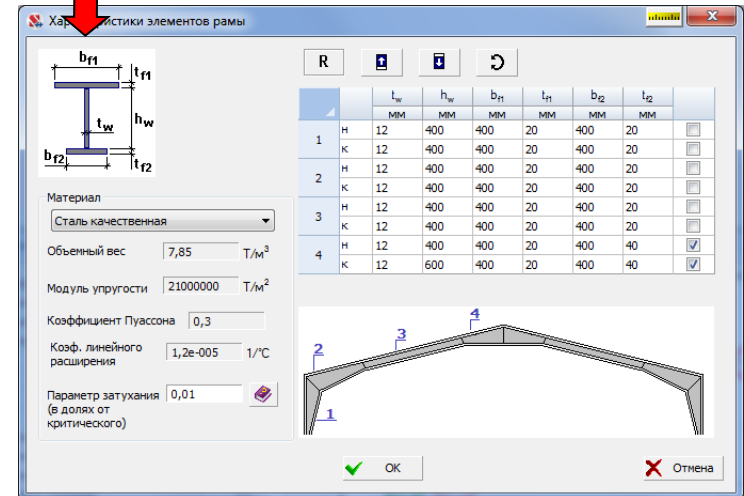 Характеристики элементов рамы
bf1
tf1
tw
hw
bf2
tf2
R
tw hw bf1 tf1 bf2 tf2
мм мм мм мм мм мм
1 н 12 400 400 20 400 20
к 12 400 400 20 400 20
2 н 12 400 400 20 400 20
к 12 400 400 20 400 20
3 н 12 400 400 20 400 20
к 12 400 400 20 400 20
4 н 12 400 400 20 400 40
к 12 600 400 20 400 40
Материал
Сталь качественная
Объемный вес 7,85 Т/м³
Модуль упругости 21000000 Т/м²
Коэффициент Пуассона 0,3
Коэф. линейного
расширения 1,2e-005 1/°C
Параметр затухания 0,01
(в долях от
критического)
4
3
2
1
OK
Отмена